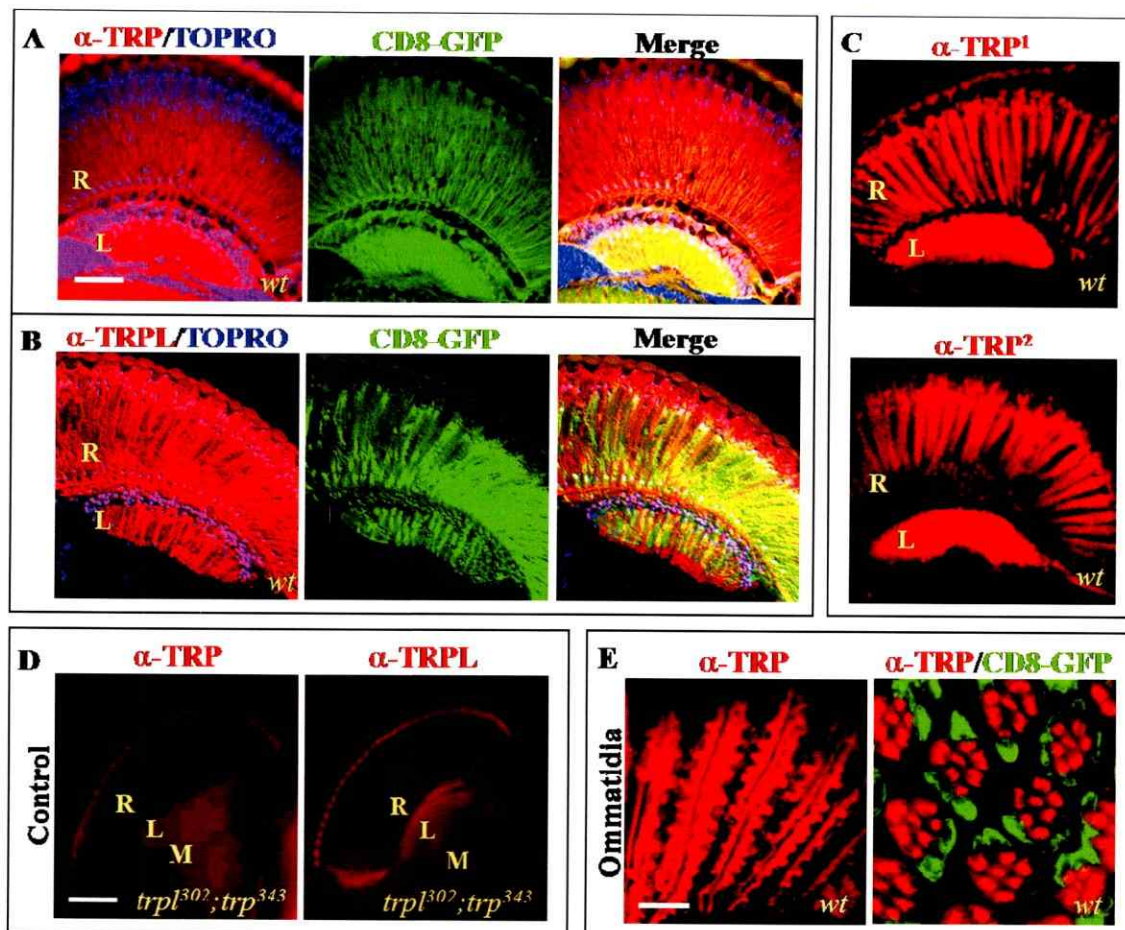 A α-TRP/TOPRO CD8-GFP Merge
R
L
wt
B α-TRPL/TOPRO CD8-GFP Merge
R
L
wt
C α-TRP¹
R
L
wt
α-TRP²
R
L
wt
D α-TRP α-TRPL
Control
R
L
M
trpl³⁰²;trp³⁴³
R
L
M
trpl³⁰²;trp³⁴³
E α-TRP α-TRP/CD8-GFP
Ommatidia
wt
wt